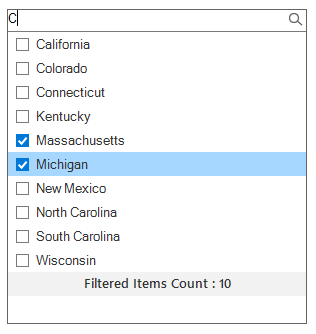 C
California
Colorado
Connecticut
Kentucky
Massachusetts
Michigan
New Mexico
North Carolina
South Carolina
Wisconsin
Filtered Items Count : 10